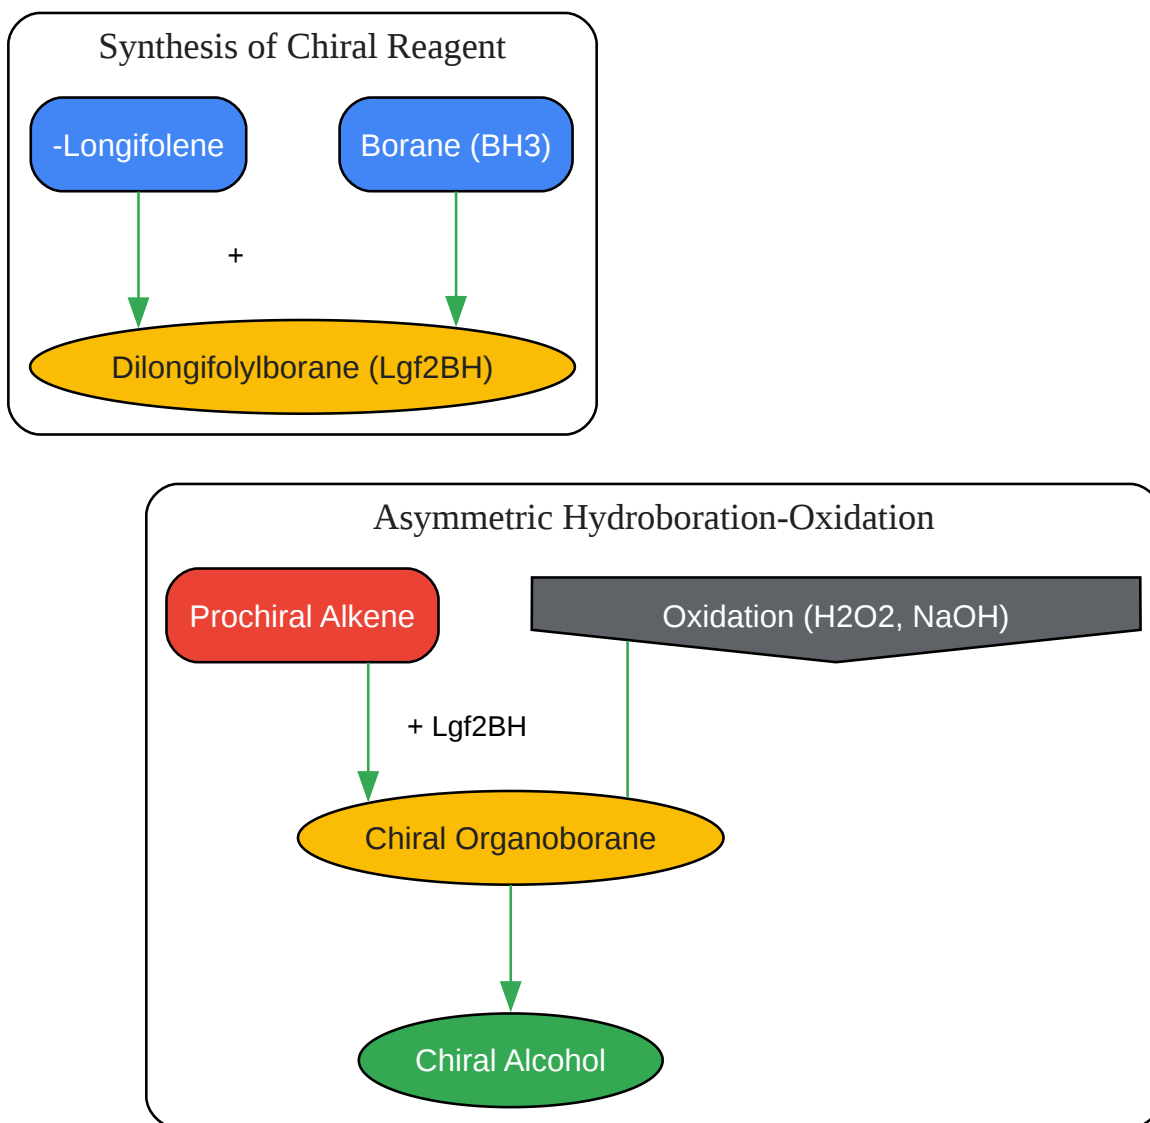 Synthesis of Chiral Reagent
-Longifolene
Borane (BH3)
+
Dilongifolylborane (Lgf2BH)
Asymmetric Hydroboration-Oxidation
Prochiral Alkene
Oxidation (H2O2, NaOH)
+ Lgf2BH
Chiral Organoborane
Chiral Alcohol